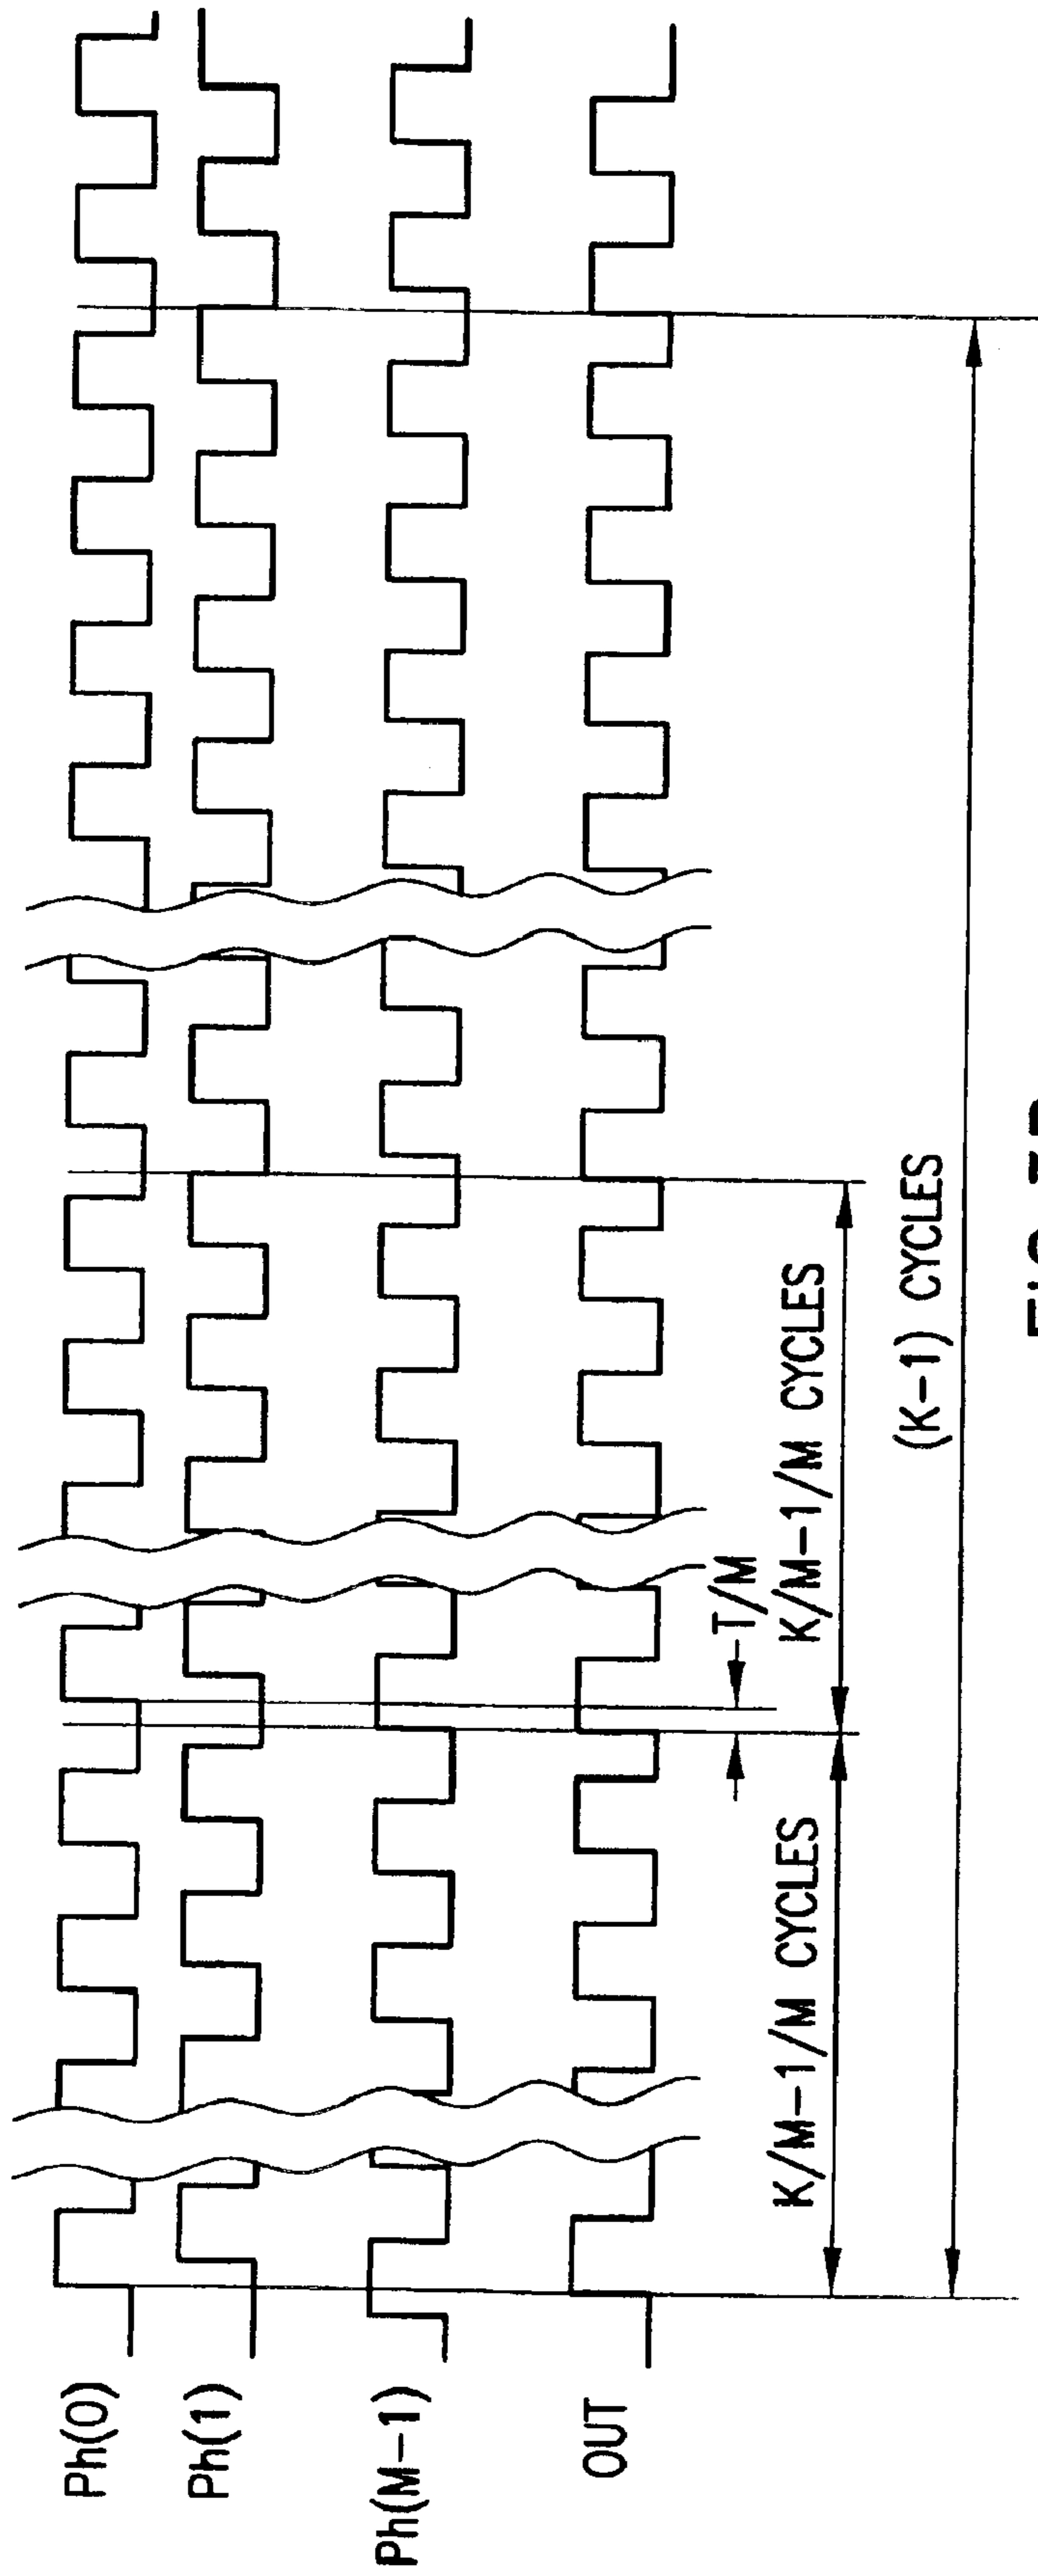 Ph(0)
Ph(1)
Ph(M-1)
OUT
T/M
K/M-1/M CYCLES
K/M-1/M CYCLES
(K-1) CYCLES